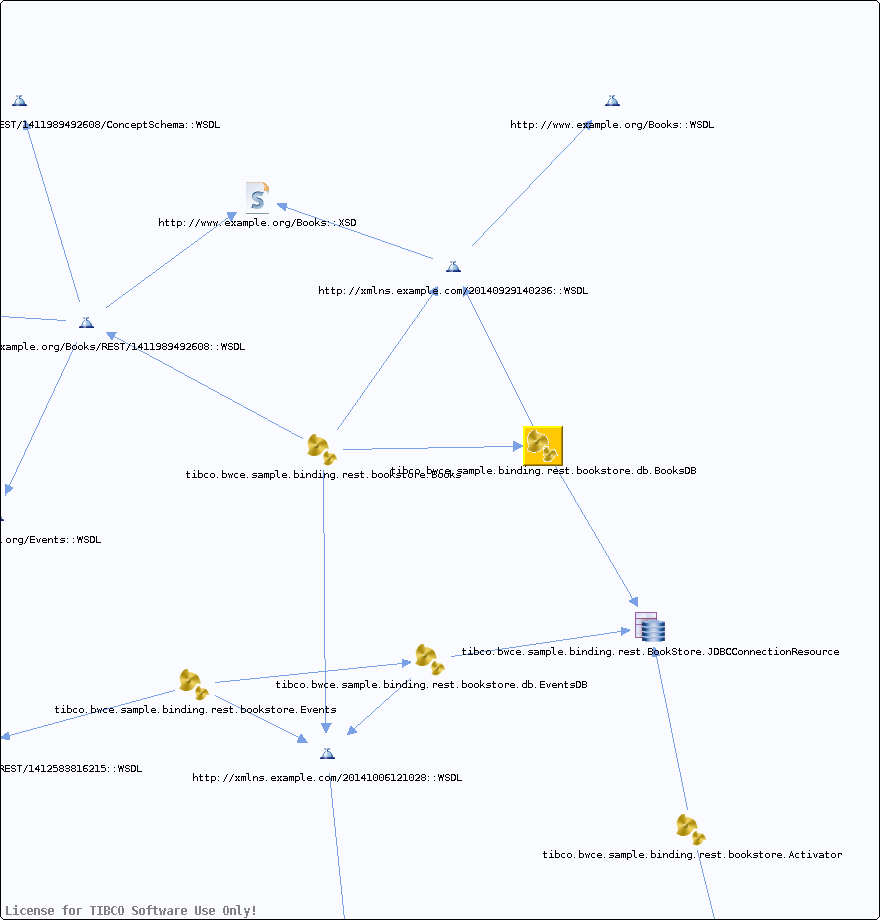 EST/1411989492608/ConceptSchema::WSDL
http://www.example.org/Books::WSDL
S
http://www.example.org/Books::XSD
http://xmlns.example.com/20140929140236::WSDL
xample.org/Books/REST/1411989492608::WSDL
tibco.bwce.sample.binding.rest.bookstore.Books
tibco.bwce.sample.binding.rest.bookstore.db.BooksDB
.org/Events::WSDL
tibco.bwce.sample.binding.rest.BookStore.JDBCConnectionResource
tibco.bwce.sample.binding.rest.bookstore.db.EventsDB
tibco.bwce.sample.binding.rest.bookstore.Events
REST/1412583816215::WSDL
http://xmlns.example.com/20141006121028::WSDL
tibco.bwce.sample.binding.rest.bookstore.Activator
License for TIBCO Software Use Only!